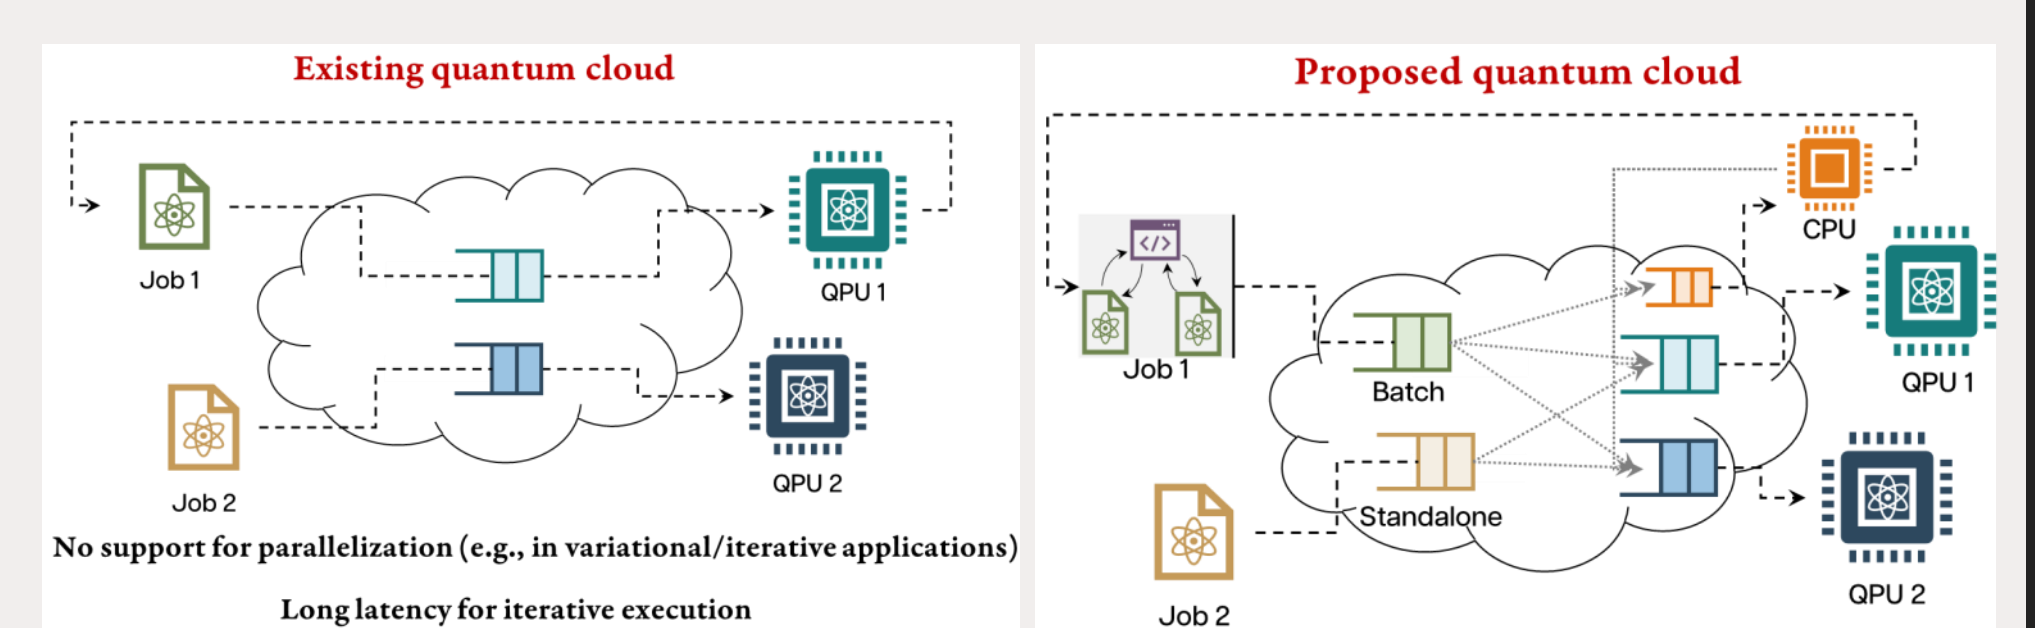 Existing quantum cloud
Job 1
QPU 1
Job 2
QPU 2
No support for parallelization (e.g., in variational/iterative applications)
Long latency for iterative execution
Proposed quantum cloud
CPU
</>
Job 1
QPU 1
Batch
Standalone
Job 2
QPU 2